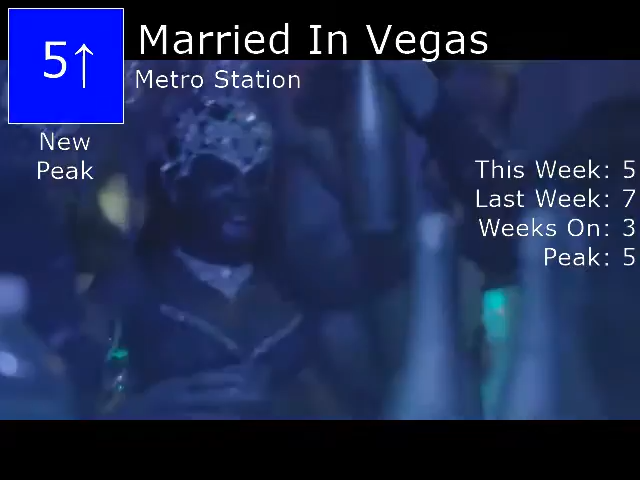 5↑
Married In Vegas
Metro Station
New
Peak
This Week: 5
Last Week: 7
Weeks On: 3
Peak: 5